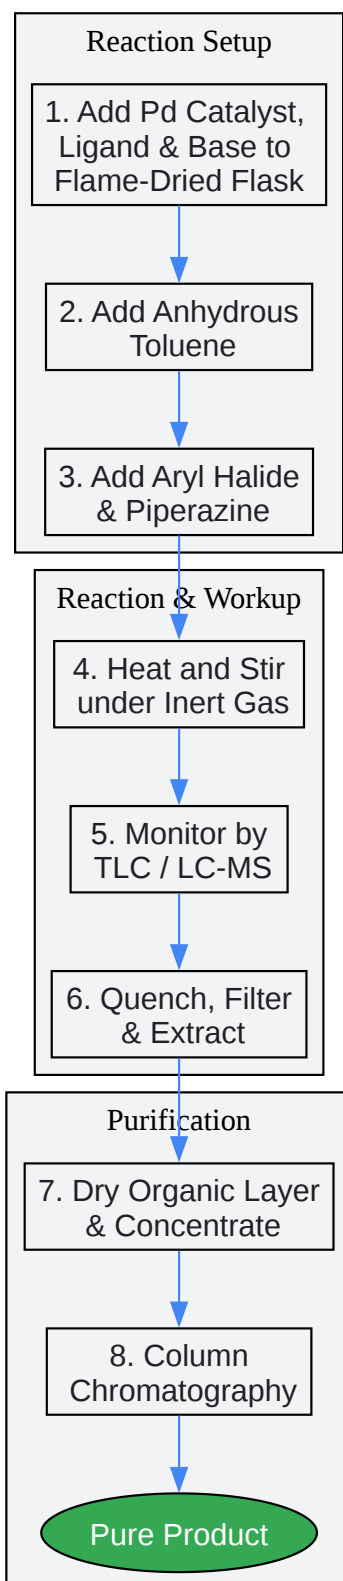 Reaction Setup
1. Add Pd Catalyst,
Ligand & Base to
Flame-Dried Flask
2. Add Anhydrous
Toluene
3. Add Aryl Halide
& Piperazine
Reaction & Workup
4. Heat and Stir
under Inert Gas
5. Monitor by
TLC / LC-MS
6. Quench, Filter
& Extract
Purification
7. Dry Organic Layer
& Concentrate
8. Column
Chromatography
Pure Product